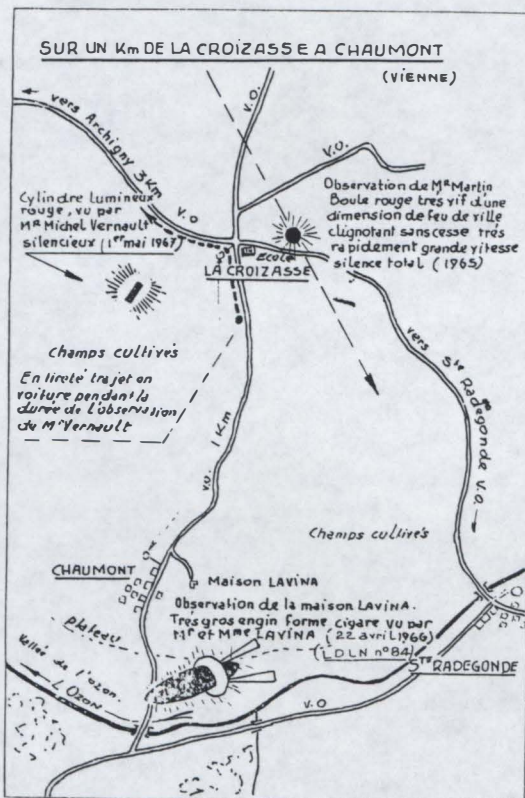 SUR UN Km DE LA CROIZASSE A CHAUMONT
(VIENNE)
vers Archigny 3 Km
V.O.
V.O.
V.O
Cylindre Lumineux
rouge, vu par
Mr Michel Vernault
silencieux (1er mai 1967)
Observation de Mr Martin
Boule rouge très vif d'une
dimension de feu de ville
clignotant sans cesse très
rapidement grande vitesse
silence total (1965)
Ecole
LA CROIZASSE
Champs cultivés
En tireté trajet en
voiture pendant la
durée de l'observation
de Mr Vernault
1 Km
V.O.
vers Ste Radegonde V.O.
Champs cultivés
CHAUMONT
Maison LAVINA
Observation de la maison LAVINA.
Très gros engin forme cigare vu par
Mr et Mme LAVINA (22 avril 1966)
(LDLN n°84)
plateau
Vallée de l'Ozon
L'OZON
STE RADEGONDE
V.O